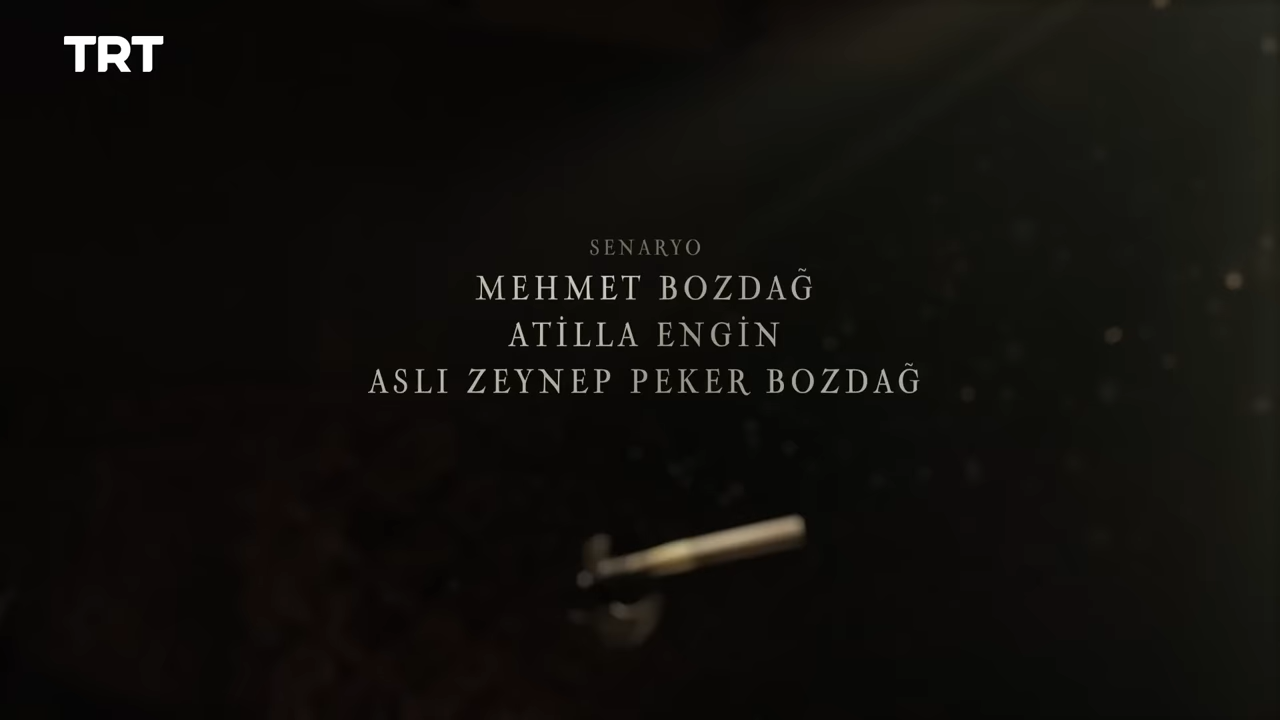 TRT
SENARYO
MEHMET BOZDAĞ
ATİLLA ENGİN
ASLI ZEYNEP PEKER BOZDAĞ